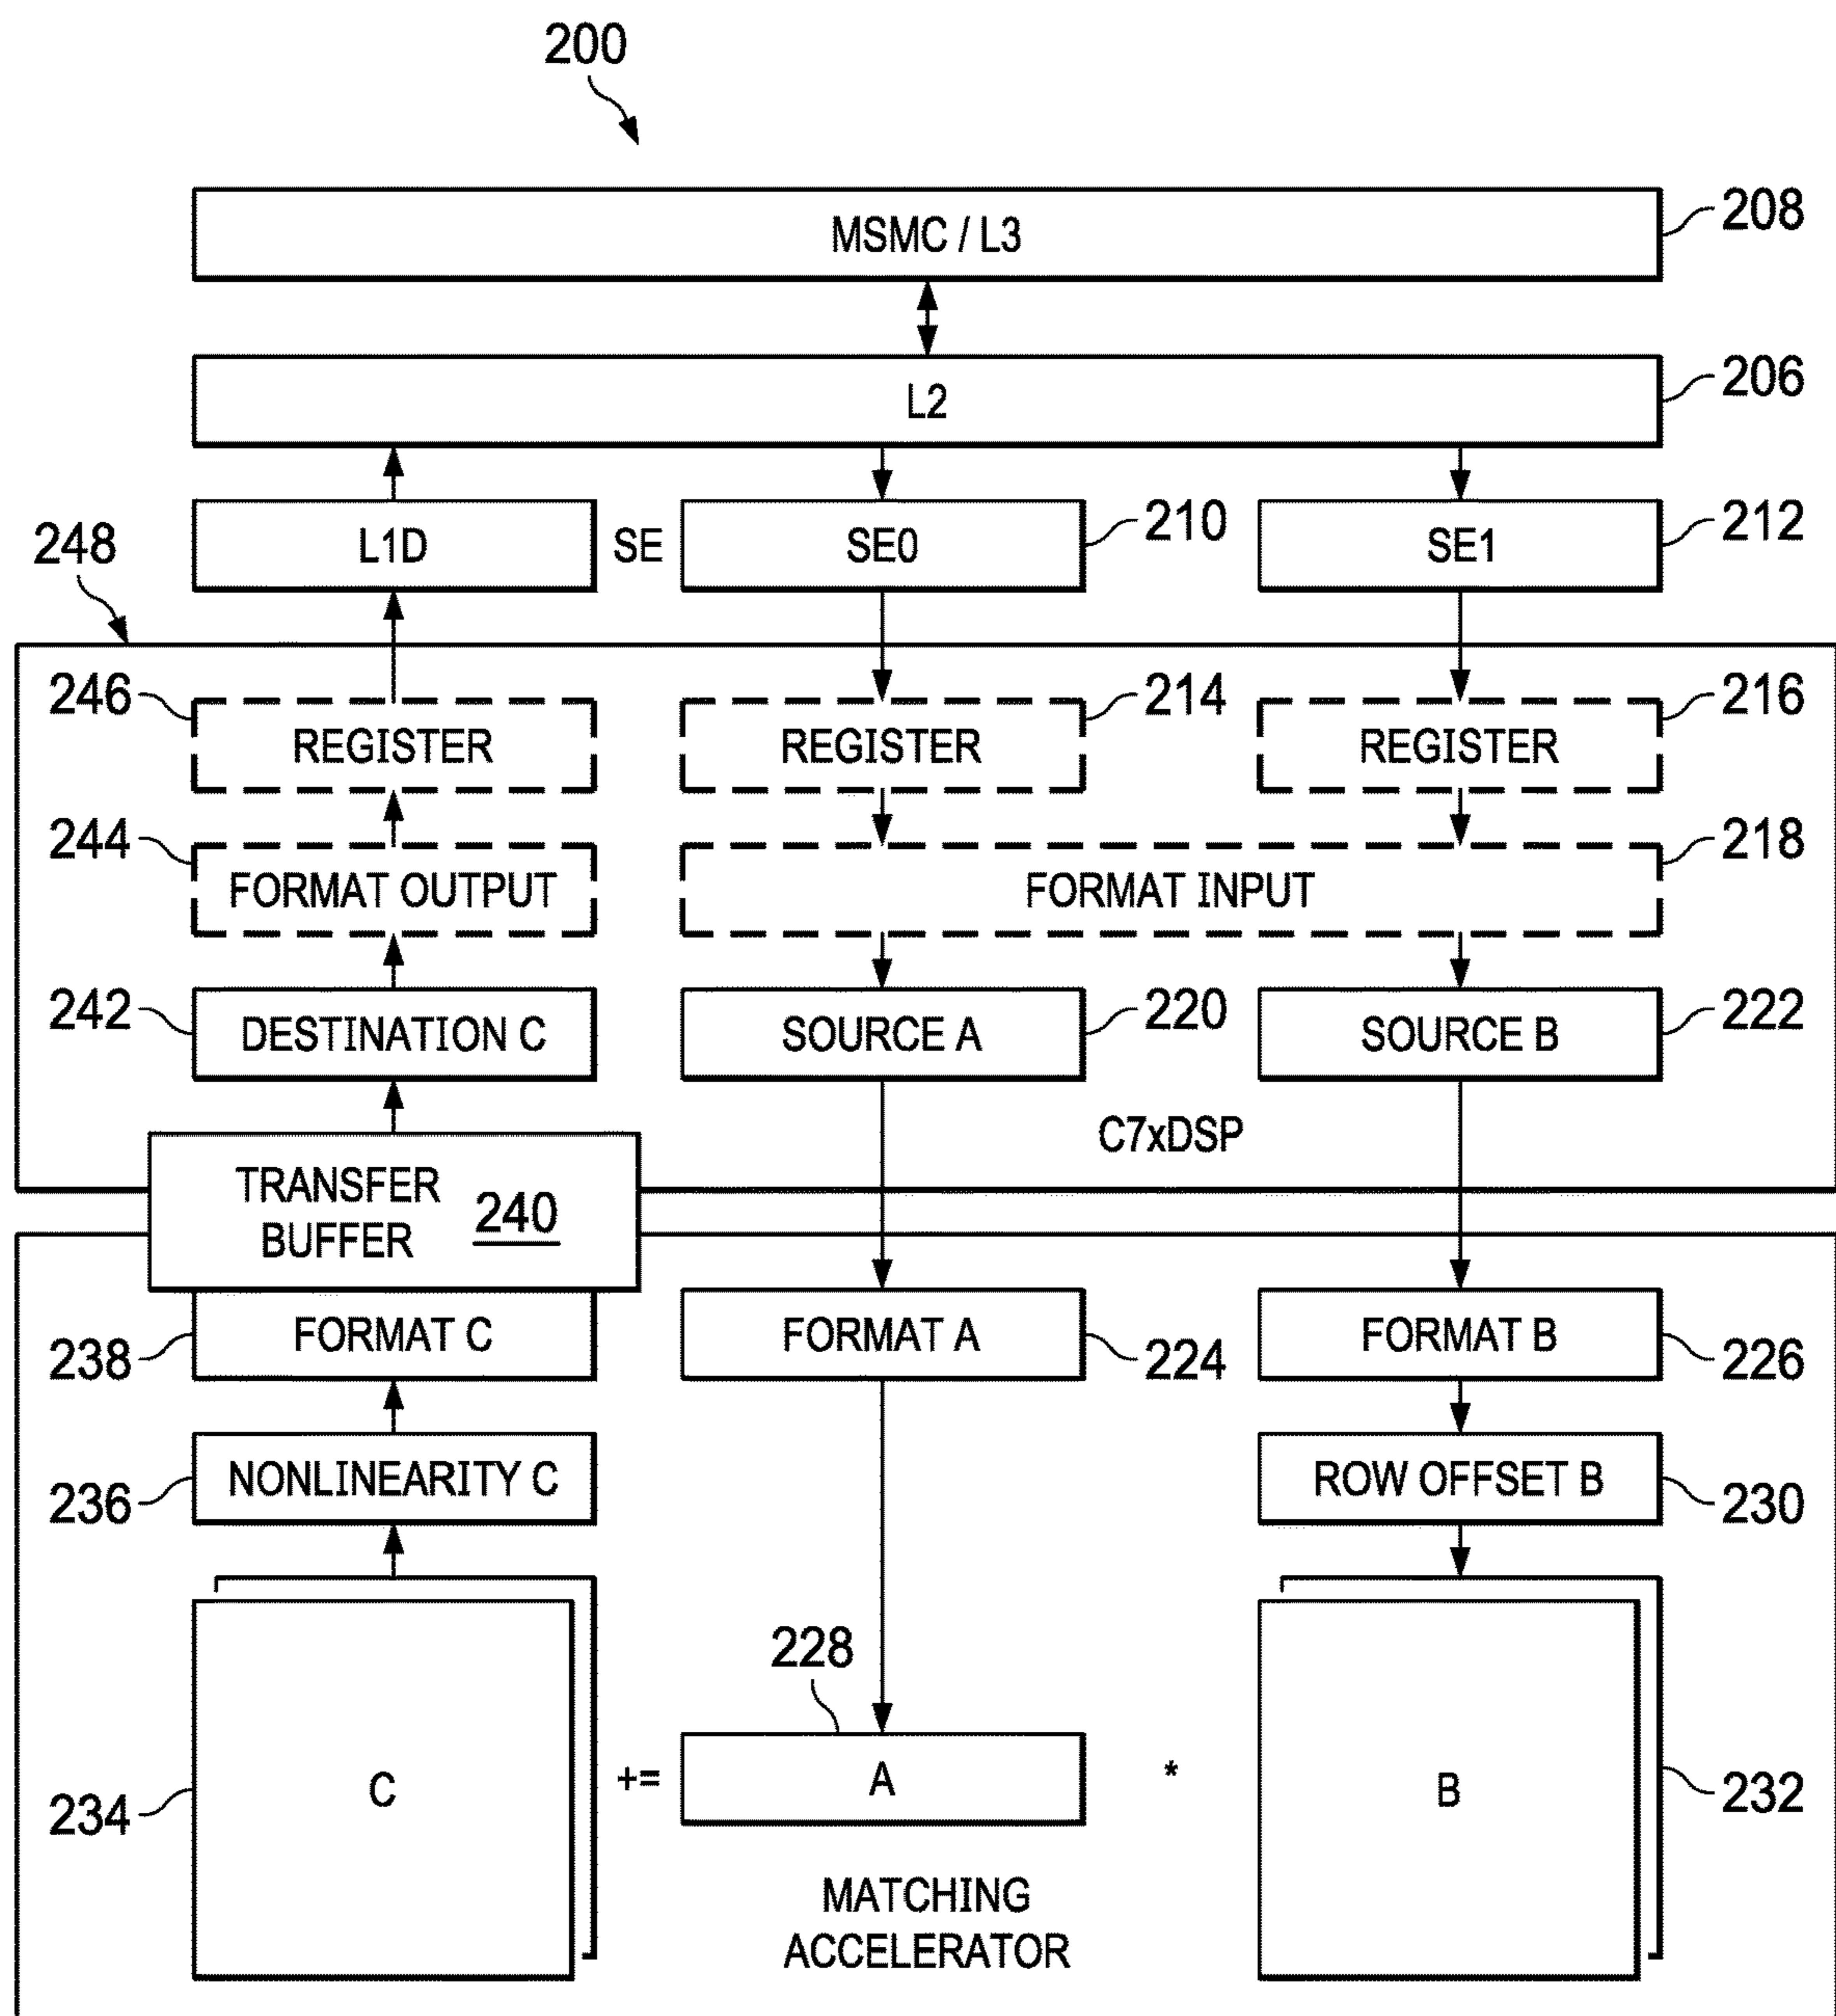 200
MSMC / L3
208
L2
206
248
L1D
SE
SE0
210
SE1
212
246
REGISTER
REGISTER
214
REGISTER
216
244
FORMAT OUTPUT
FORMAT INPUT
218
242
DESTINATION C
SOURCE A
220
SOURCE B
222
C7xDSP
TRANSFER
BUFFER
240
238
FORMAT C
FORMAT A
224
FORMAT B
226
236
NONLINEARITY C
ROW OFFSET B
230
228
234
C
+=
A
*
B
232
MATCHING
ACCELERATOR